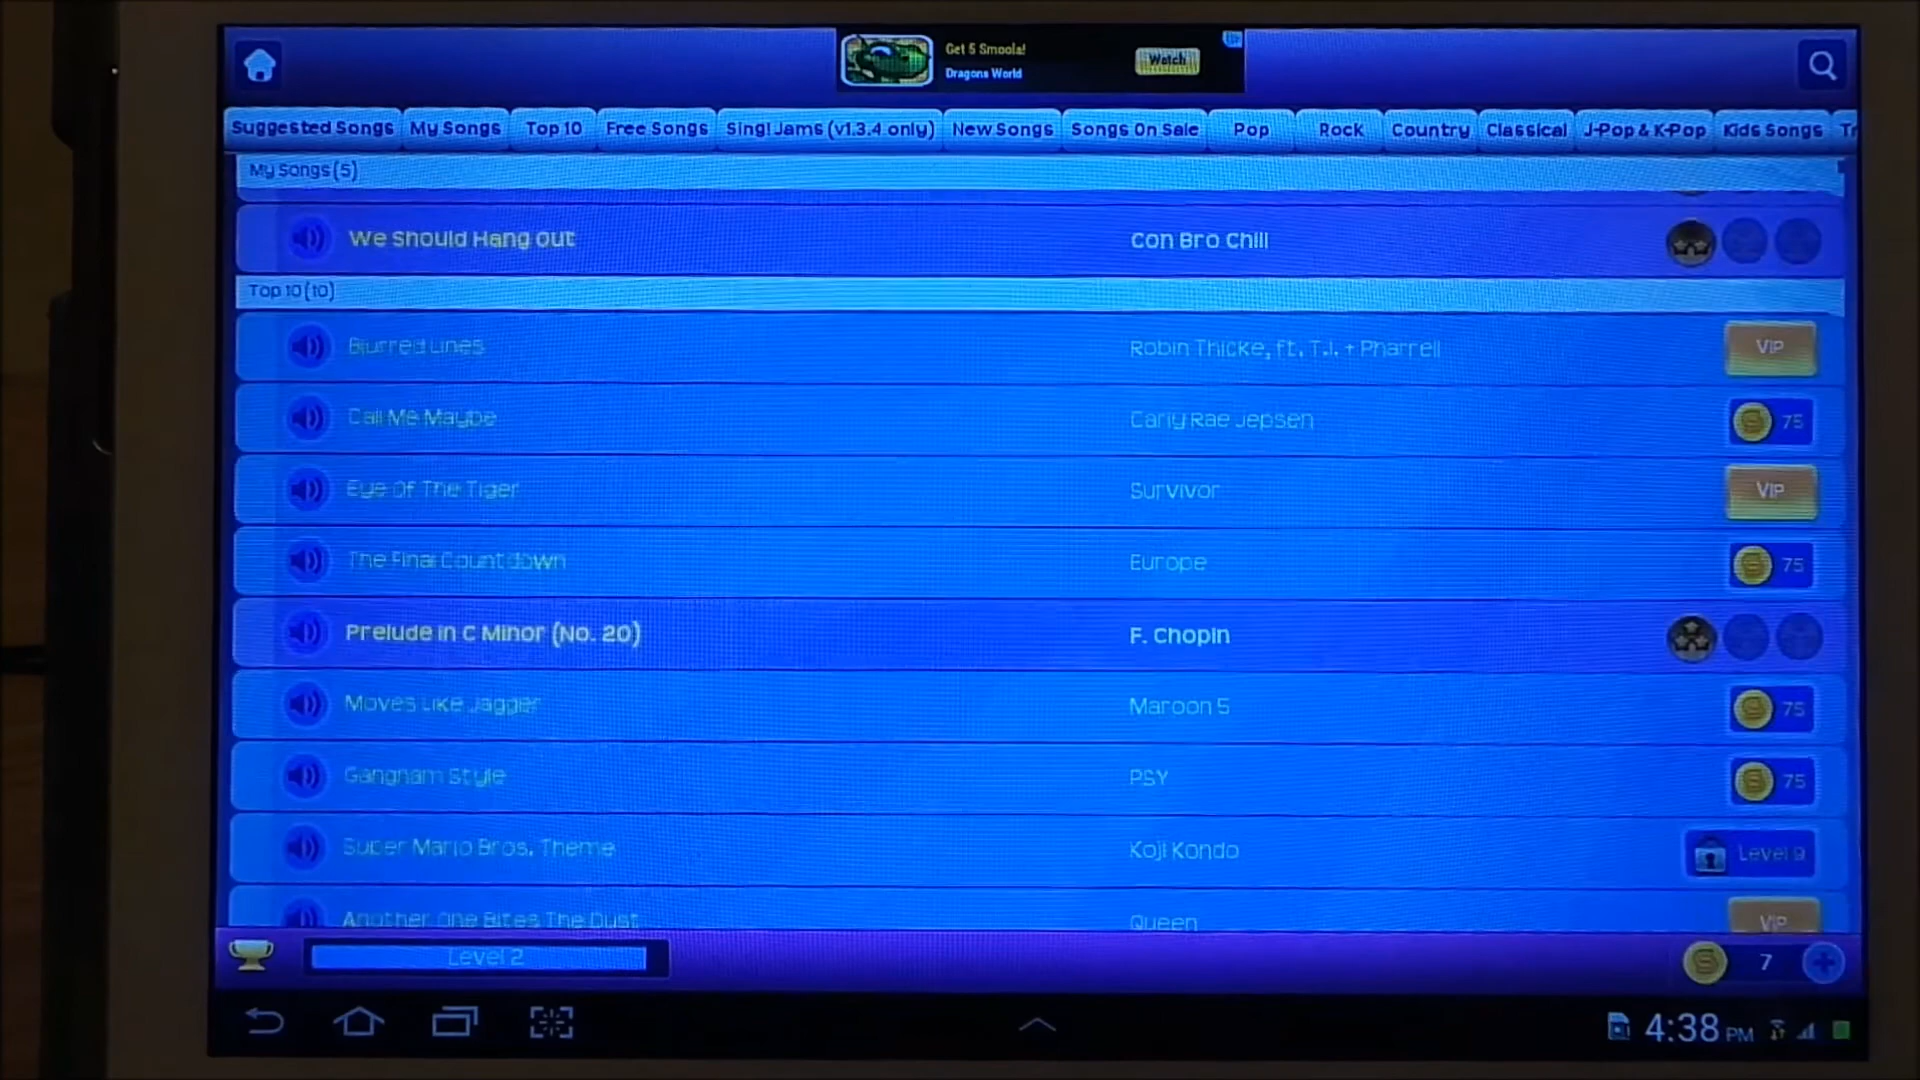 Get 5 Smoola!
Dragons World
Watch
Suggested Songs My Songs Top 10 Free Songs Sing! Jams (v1.3.4 only) New Songs Songs On Sale Pop Rock Country Classical J-Pop & K-Pop Kids Songs Tr
My Songs (5)
We Should Hang Out Con Bro Chill
Top 10 (10)
Blurred Lines Robin Thicke, ft. T.I. + Pharrell VIP
Call Me Maybe Carly Rae Jepsen 75
Eye Of The Tiger Survivor VIP
The Final Countdown Europe 75
Prelude in C Minor (No. 20) F. Chopin
Moves Like Jagger Maroon 5 75
Gangnam Style PSY 75
Super Mario Bros. Theme Koji Kondo Level 9
Another One Bites The Dust Queen VIP
Level 2 7
4:38 PM